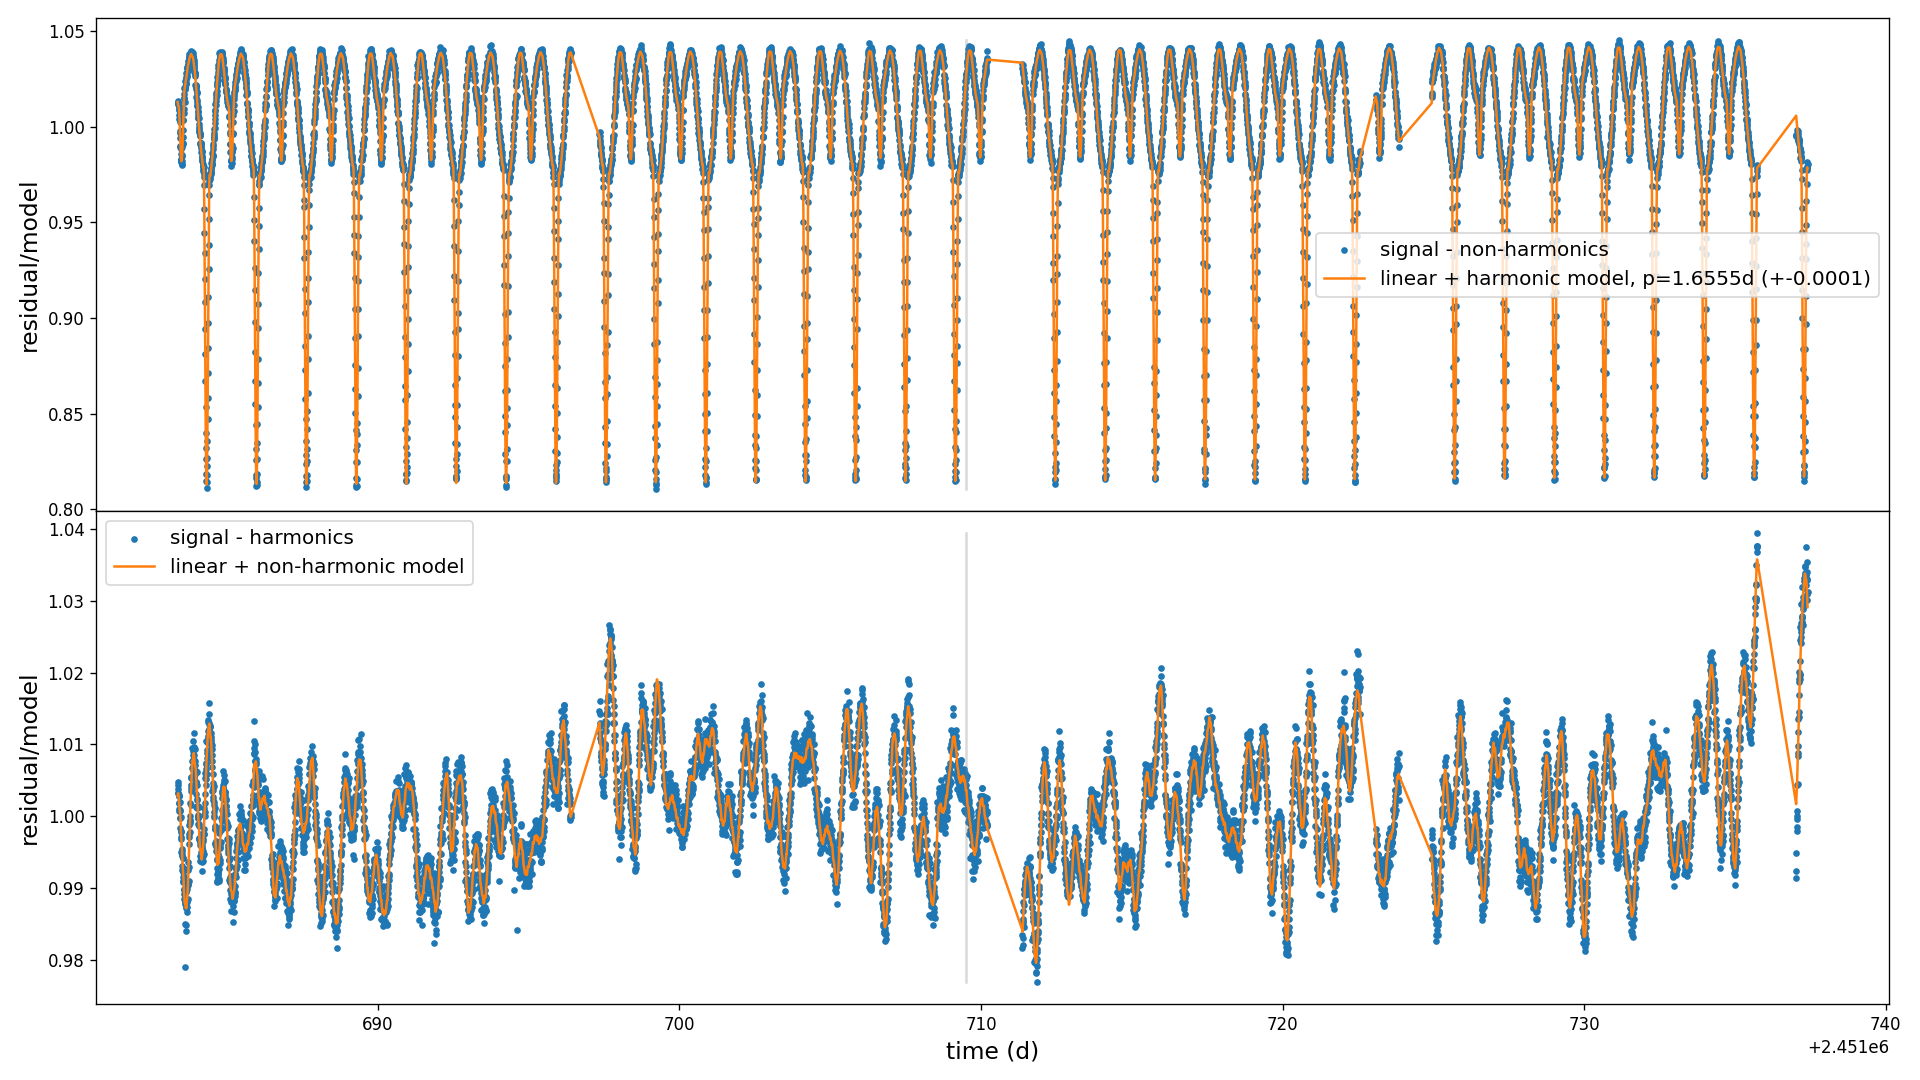 1.05
1.00
0.95
0.90
0.85
0.80
residual/model
signal - non-harmonics
linear + harmonic model, p=1.6555d (+-0.0001)
1.04
1.03
1.02
1.01
1.00
0.99
0.98
residual/model
signal - harmonics
linear + non-harmonic model
690 700 710 720 730 740
time (d)
+2.451e6